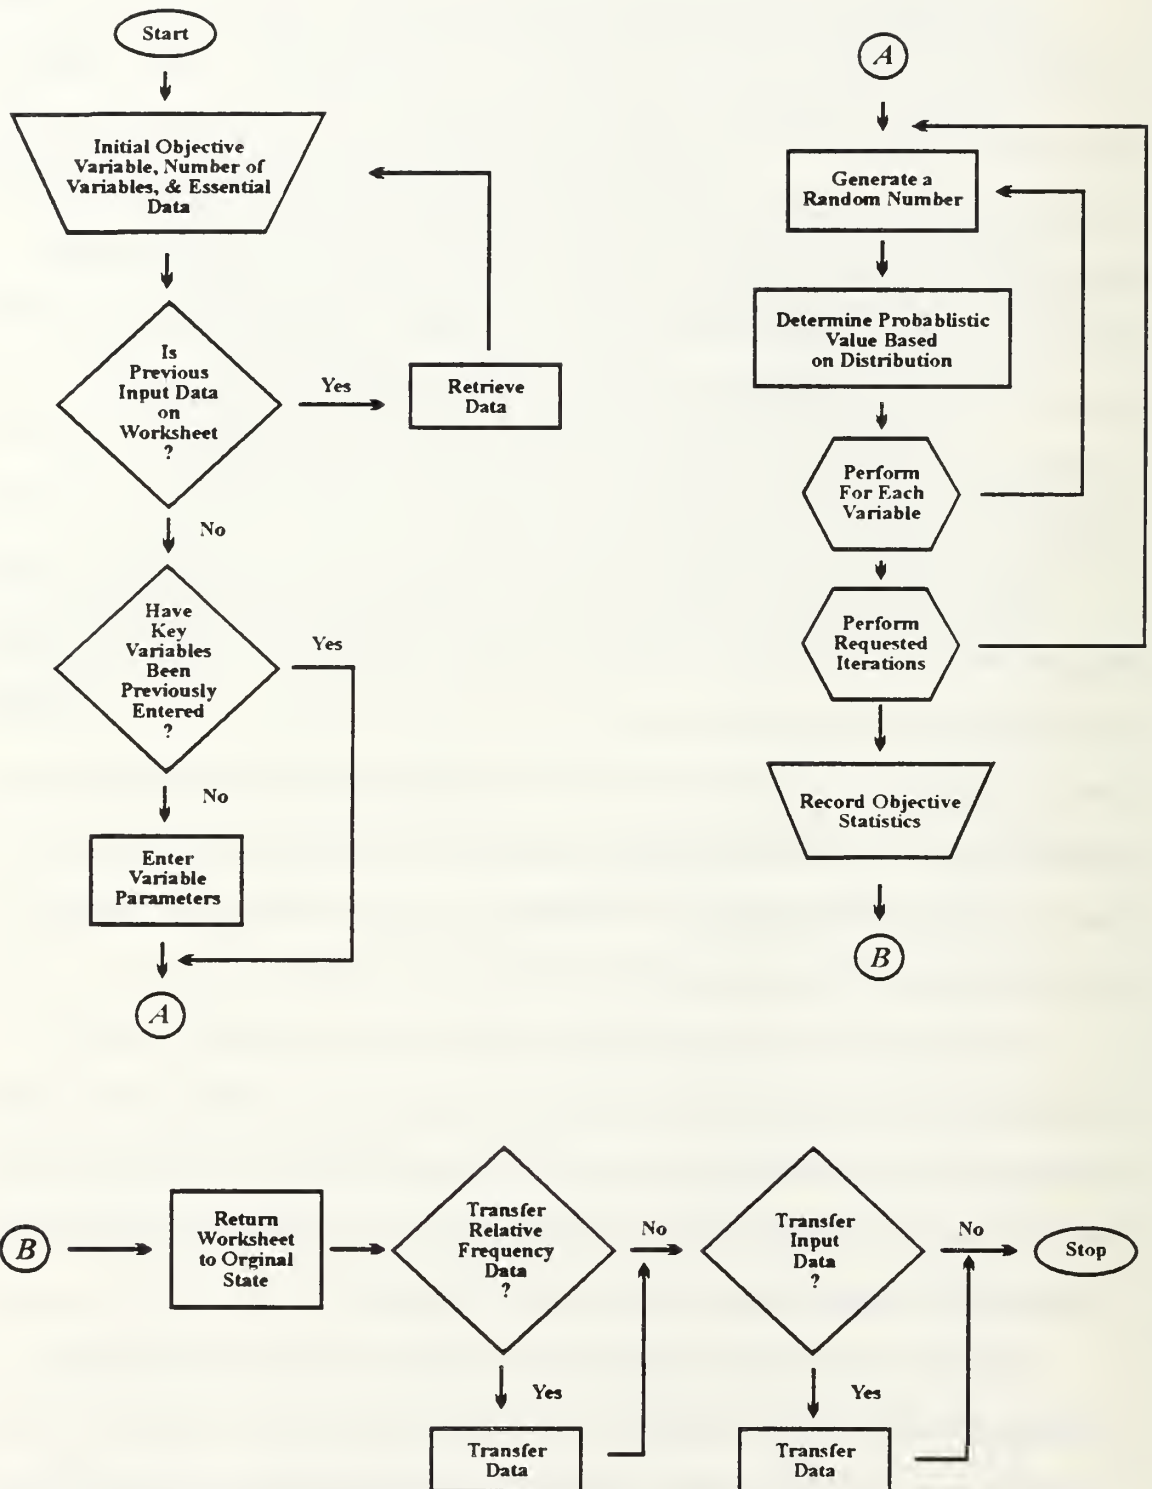 Start
Initial Objective
Variable, Number of
Variables, & Essential
Data
Is
Previous
Input Data
on
Worksheet
?
Yes
Retrieve
Data
No
Have
Key
Variables
Been
Previously
Entered
?
Yes
No
Enter
Variable
Parameters
A
A
Generate a
Random Number
Determine Probablistic
Value Based
on Distribution
Perform
For Each
Variable
Perform
Requested
Iterations
Record Objective
Statistics
B
B
Return
Worksheet
to Orginal
State
Transfer
Relative
Frequency
Data
?
No
Yes
Transfer
Data
Transfer
Input
Data
?
No
Yes
Transfer
Data
Stop